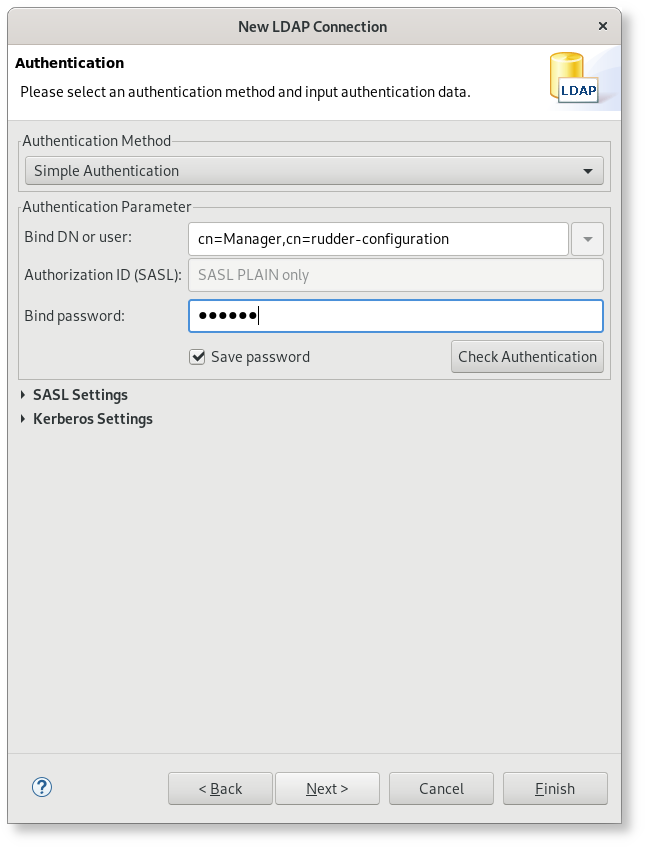 New LDAP Connection ×
Authentication
Please select an authentication method and input authentication data.
LDAP
Authentication Method
Simple Authentication
Authentication Parameter
Bind DN or user: cn=Manager,cn=rudder-configuration
Authorization ID (SASL): SASL PLAIN only
Bind password: ●●●●●●
Save password Check Authentication
SASL Settings
Kerberos Settings
? < Back Next > Cancel Finish